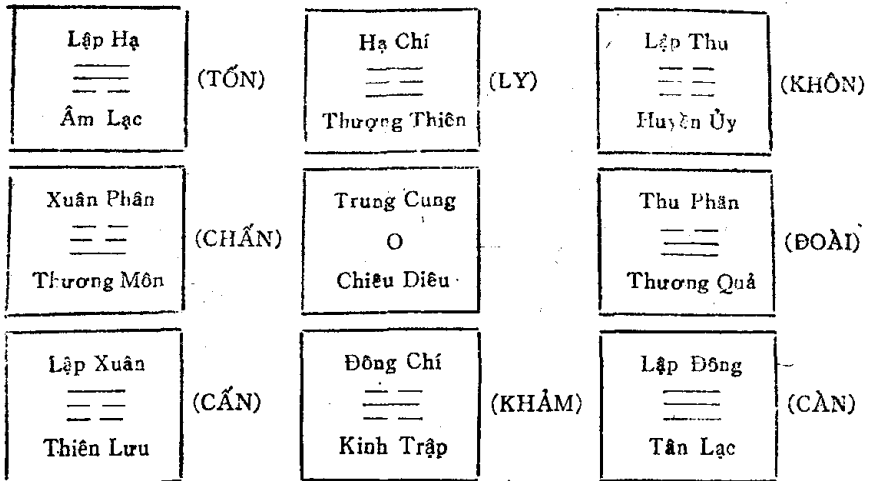 Lập Hạ
Âm Lạc
(TỐN)
Hạ Chí
Thượng Thiên
(LY)
Lập Thu
Huyền Ủy
(KHÔN)
Xuân Phân
Thương Môn
(CHẤN)
Trung Cung
O
Chiêu Diêu
Thu Phân
Thương Quả
(ĐOÀI)
Lập Xuân
Thiên Lưu
(CẤN)
Đông Chí
Kinh Trập
(KHẢM)
Lập Đông
Tân Lạc
(CÀN)